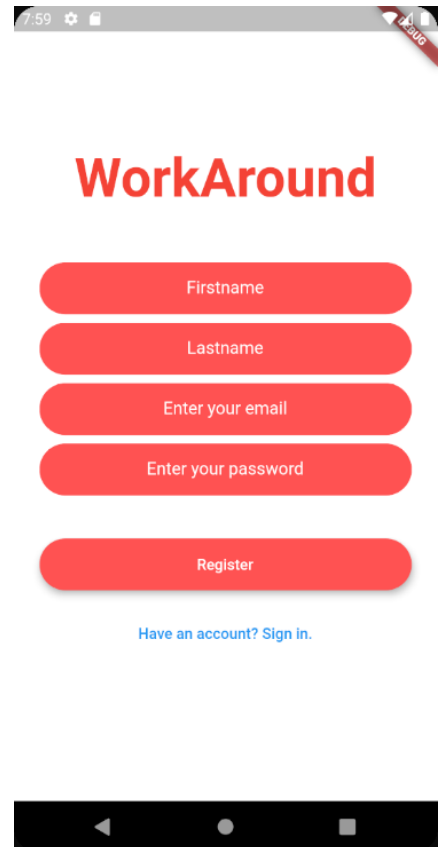 7:59
DEBUG
WorkAround
Firstname
Lastname
Enter your email
Enter your password
Register
Have an account? Sign in.